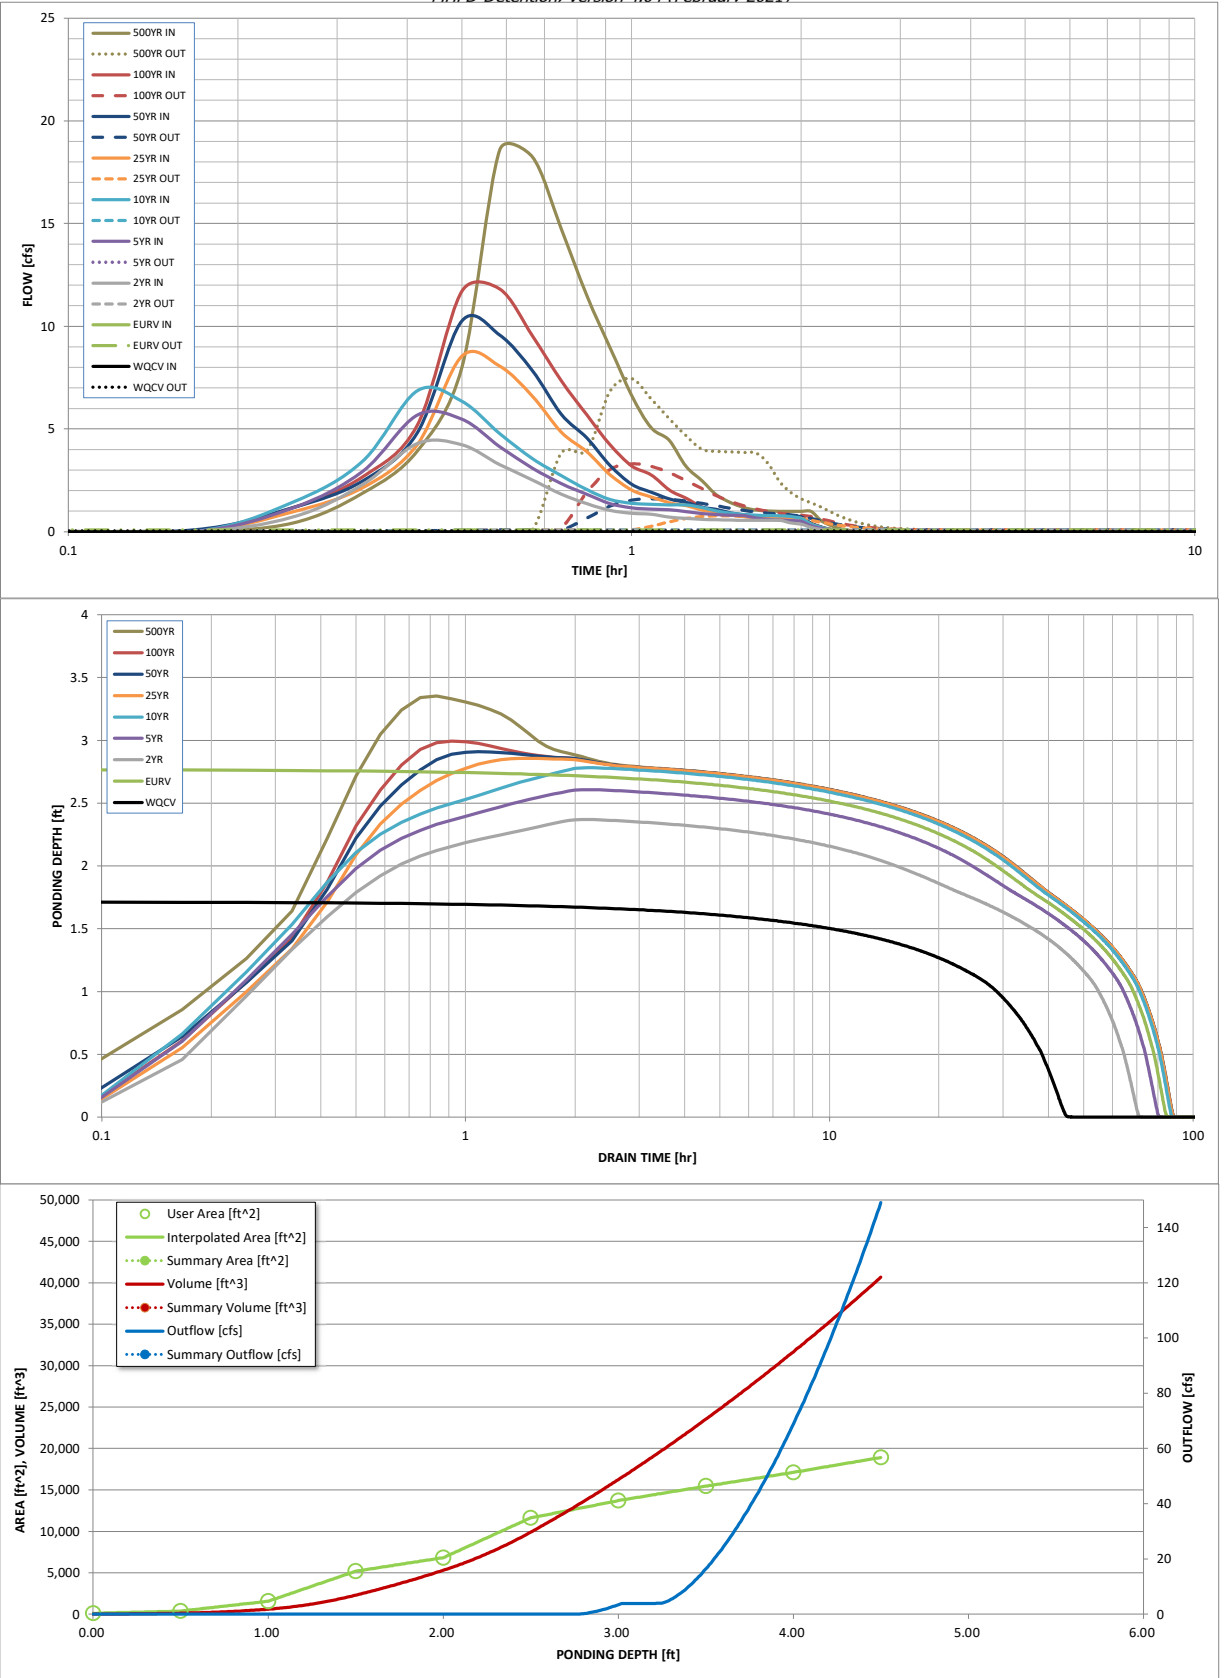 25
20
15
10
5
0
FLOW [cfs]
500YR IN
500YR OUT
100YR IN
100YR OUT
50YR IN
50YR OUT
25YR IN
25YR OUT
10YR IN
10YR OUT
5YR IN
5YR OUT
2YR IN
2YR OUT
EURV IN
EURV OUT
WQCV IN
WQCV OUT
0.1
1
10
TIME [hr]
4
3.5
3
2.5
2
1.5
1
0.5
0
PONDING DEPTH [ft]
500YR
100YR
50YR
25YR
10YR
5YR
2YR
EURV
WQCV
0.1
1
10
100
DRAIN TIME [hr]
50,000
45,000
40,000
35,000
30,000
25,000
20,000
15,000
10,000
5,000
0
AREA [ft^2], VOLUME [ft^3]
User Area [ft^2]
Interpolated Area [ft^2]
Summary Area [ft^2]
Volume [ft^3]
Summary Volume [ft^3]
Outflow [cfs]
Summary Outflow [cfs]
140
120
100
80
60
40
20
0
OUTFLOW [cfs]
0.00
1.00
2.00
3.00
4.00
5.00
6.00
PONDING DEPTH [ft]